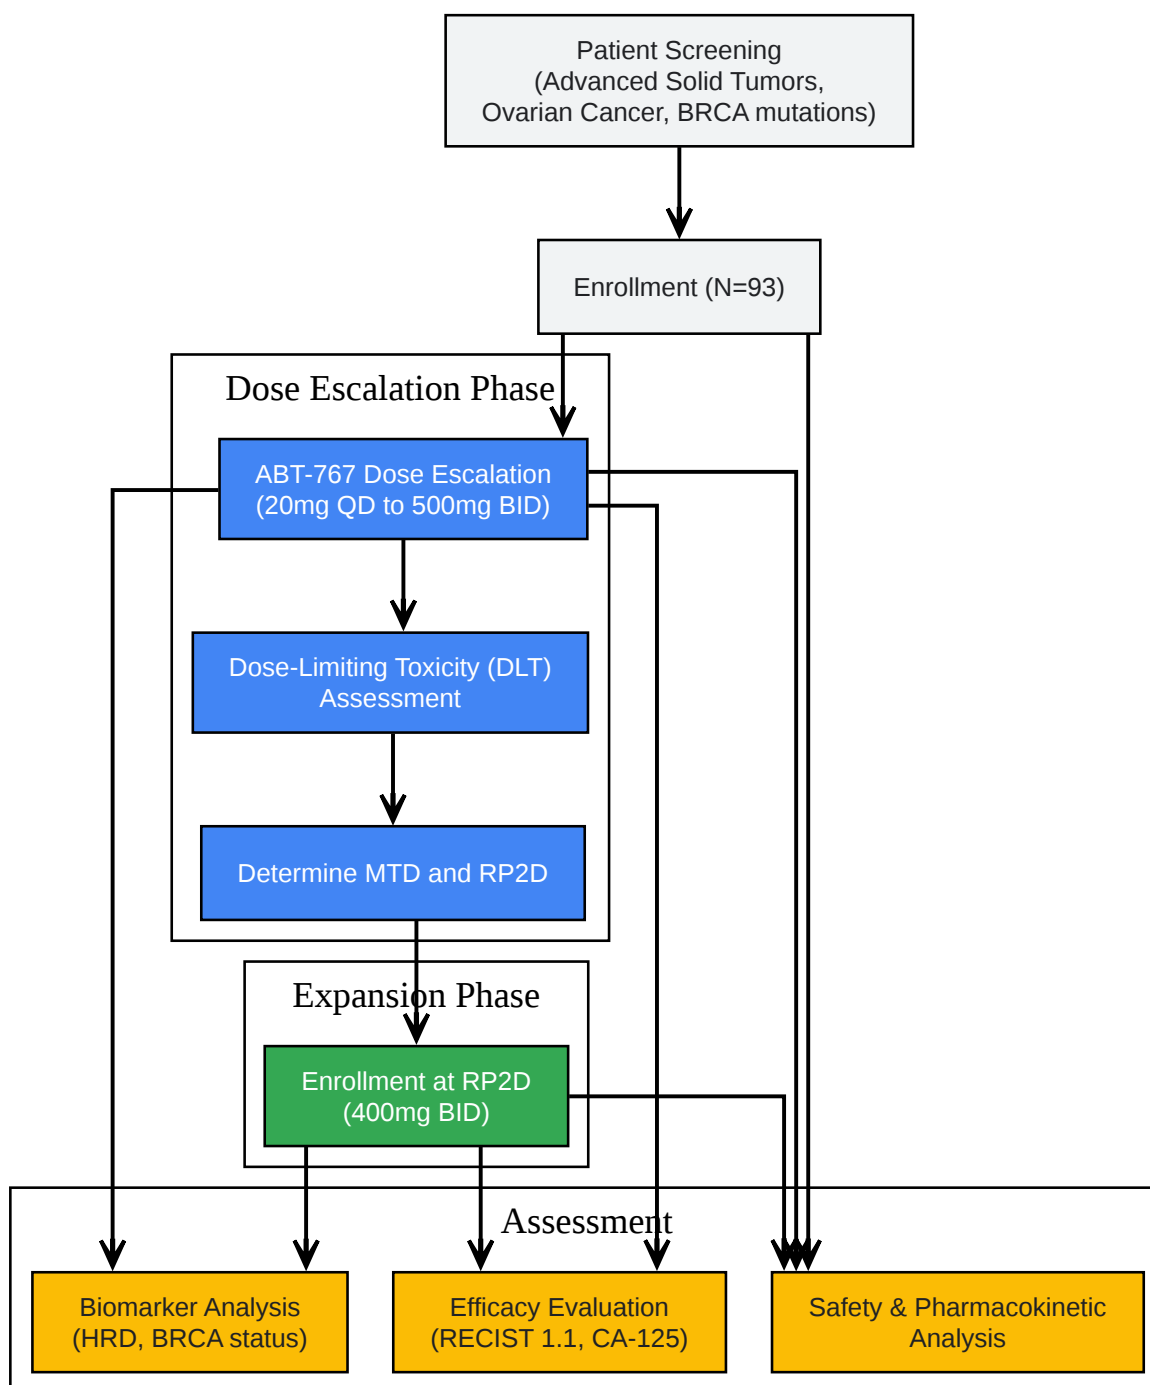 Patient Screening
(Advanced Solid Tumors,
Ovarian Cancer, BRCA mutations)
Enrollment (N=93)
Dose Escalation Phase
ABT-767 Dose Escalation
(20mg QD to 500mg BID)
Dose-Limiting Toxicity (DLT)
Assessment
Determine MTD and RP2D
Expansion Phase
Enrollment at RP2D
(400mg BID)
Assessment
Biomarker Analysis
(HRD, BRCA status)
Efficacy Evaluation
(RECIST 1.1, CA-125)
Safety & Pharmacokinetic
Analysis